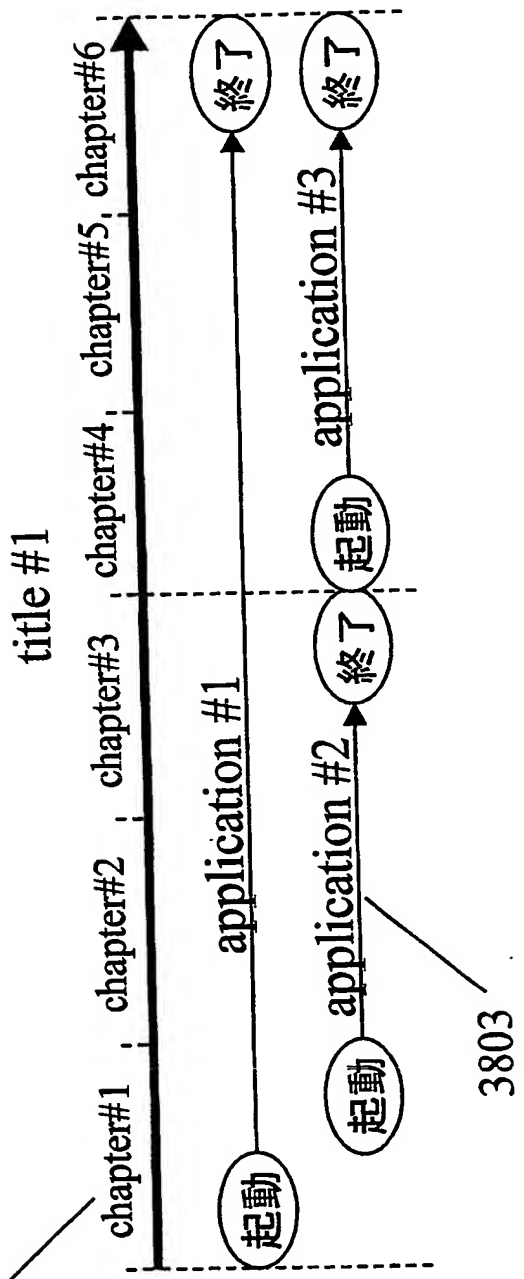 title #1
chapter#1 chapter#2 chapter#3 chapter#4 chapter#5 chapter#6
起動 application #1 終了
起動 application #2 終了 起動 application #3 終了
3803